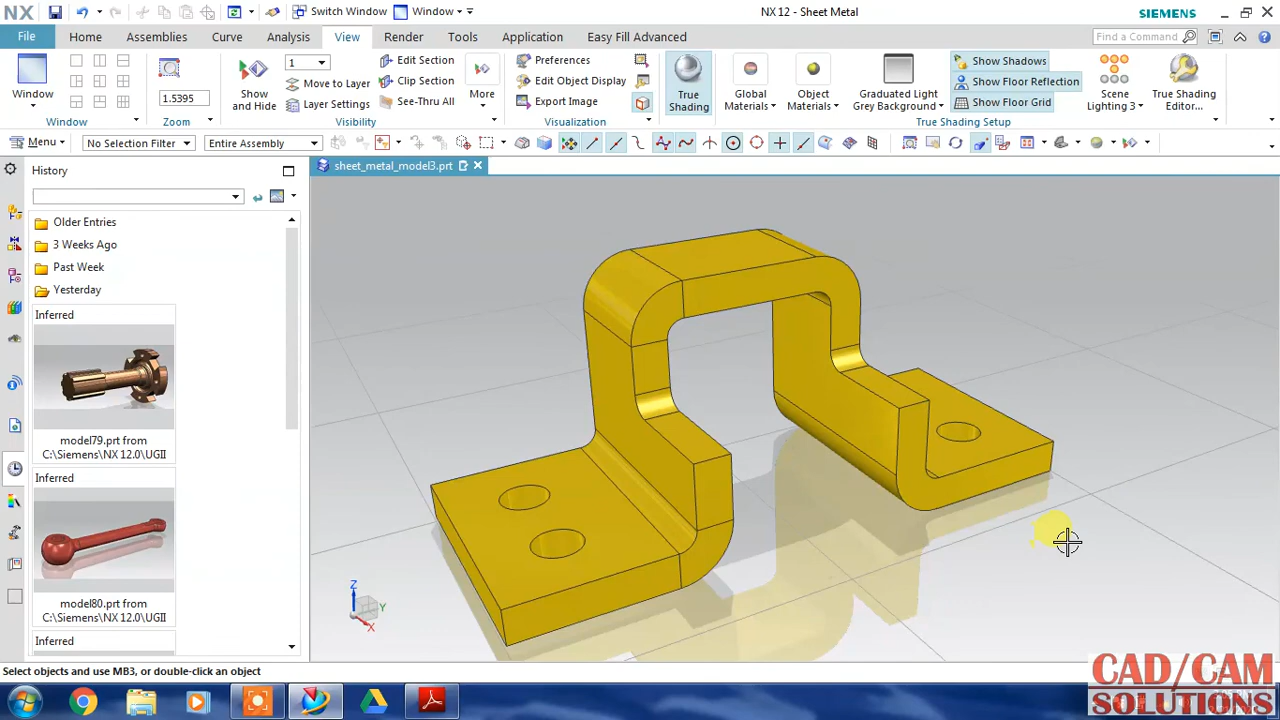 NX
Switch Window
Window
NX 12 - Sheet Metal
SIEMENS
File
Home
Assemblies
Curve
Analysis
View
Render
Tools
Application
Easy Fill Advanced
Find a Command
Window
1.5395
Window
Zoom
Show
and Hide
1
Move to Layer
Layer Settings
Edit Section
Clip Section
See-Thru All
More
Visibility
Preferences
Edit Object Display
Export Image
Visualization
True
Shading
Global
Materials
Object
Materials
Graduated Light
Grey Background
Show Shadows
Show Floor Reflection
Show Floor Grid
Scene
Lighting 3
True Shading
Editor...
True Shading Setup
Menu
No Selection Filter
Entire Assembly
History
sheet_metal_model3.prt
Older Entries
3 Weeks Ago
Past Week
Yesterday
Inferred
model79.prt from
C:\Siemens\NX 12.0\UGII
Inferred
model80.prt from
C:\Siemens\NX 12.0\UGII
Inferred
Z
Y
X
Select objects and use MB3, or double-click an object
CAD/CAM
SOLUTIONS